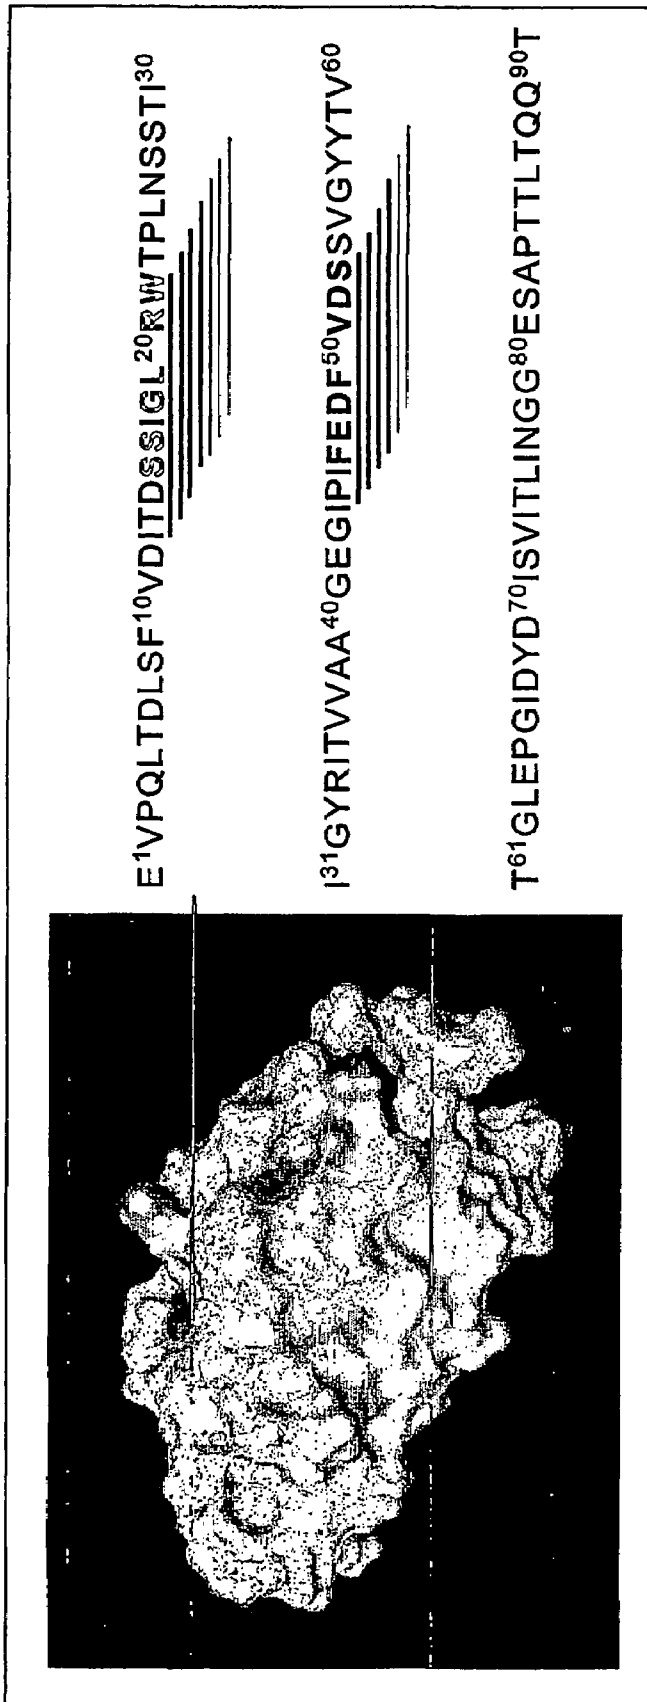 E¹VPQLTDLSF¹⁰VDITDSSIGL²⁰RWTPLNSSTI³⁰
I³¹GYRITVVAA⁴⁰GEGIPIFEDF⁵⁰VDSSVGYYTV⁶⁰
T⁶¹GLEPGIDYD⁷⁰ISVITLINGG⁸⁰ESAPTTLTQQ⁹⁰T